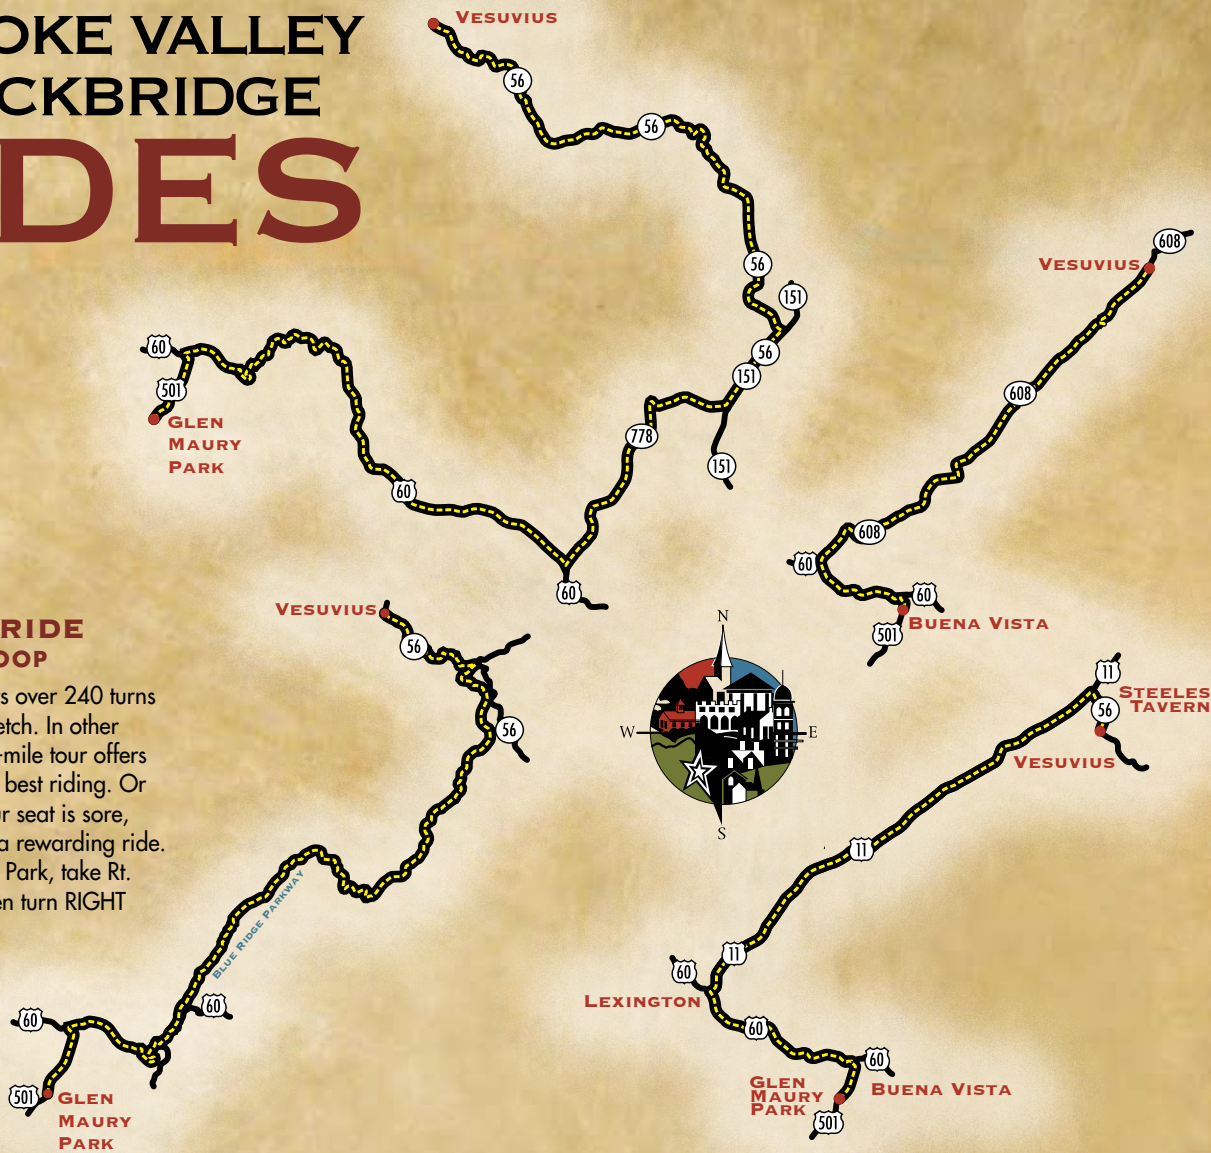 OKE VALLEY
CKBRIDGE
DES
VESUVIUS
56
56
56
151
56
151
778
151
60
501
GLEN
MAURY
PARK
60
60
VESUVIUS
608
608
608
60
60
501
BUENA VISTA
RIDE
OOP
s over 240 turns
etch. In other
-mile tour offers
best riding. Or
ur seat is sore,
a rewarding ride.
Park, take Rt.
en turn RIGHT
VESUVIUS
56
56
BLUE RIDGE PARKWAY
60
60
501
GLEN
MAURY
PARK
N
W
E
S
11
STEELES
TAVERN
56
VESUVIUS
11
11
60
LEXINGTON
60
60
GLEN
MAURY
PARK
BUENA VISTA
501